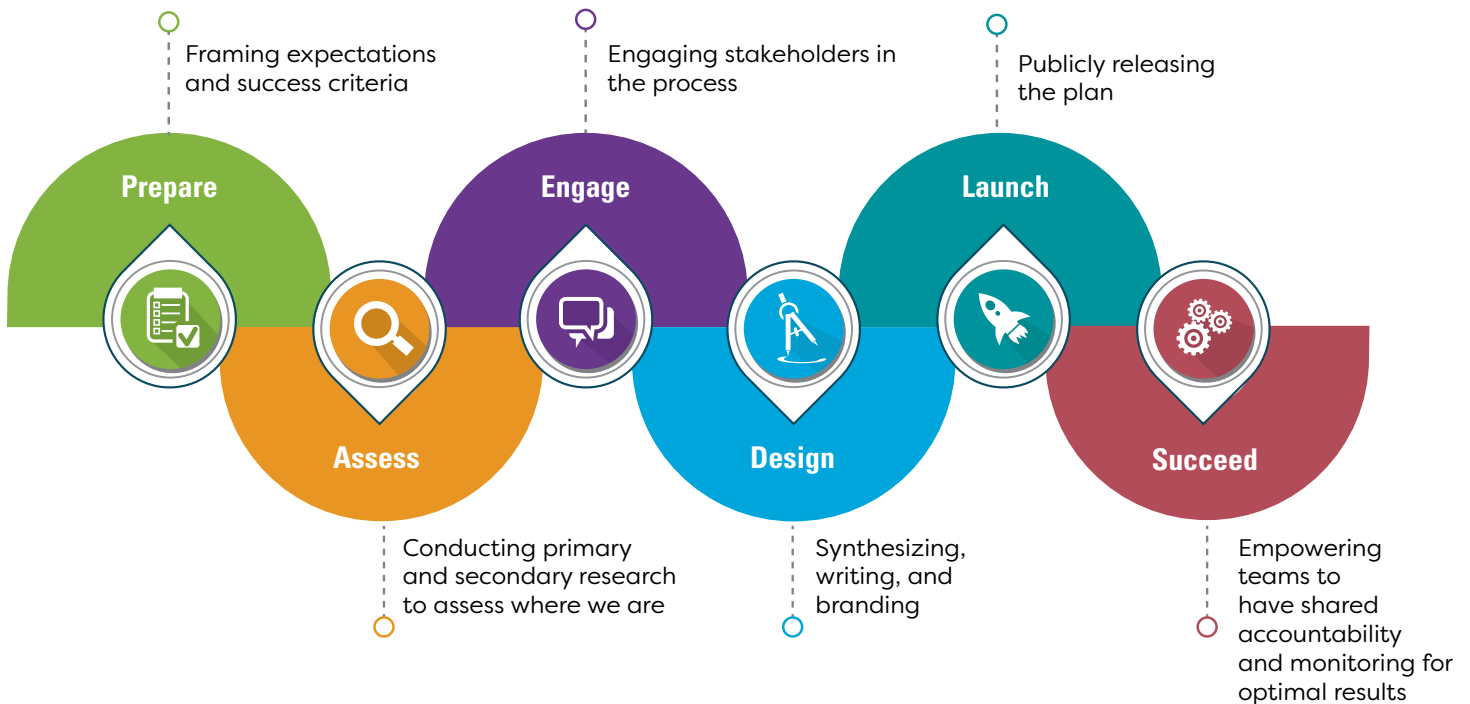 Framing expectations
and success criteria
Prepare
Conducting primary
and secondary research
to assess where we are
Assess
Engaging stakeholders in
the process
Engage
Synthesizing,
writing, and
branding
Design
Publicly releasing
the plan
Launch
Empowering
teams to
have shared
accountability
and monitoring for
optimal results
Succeed